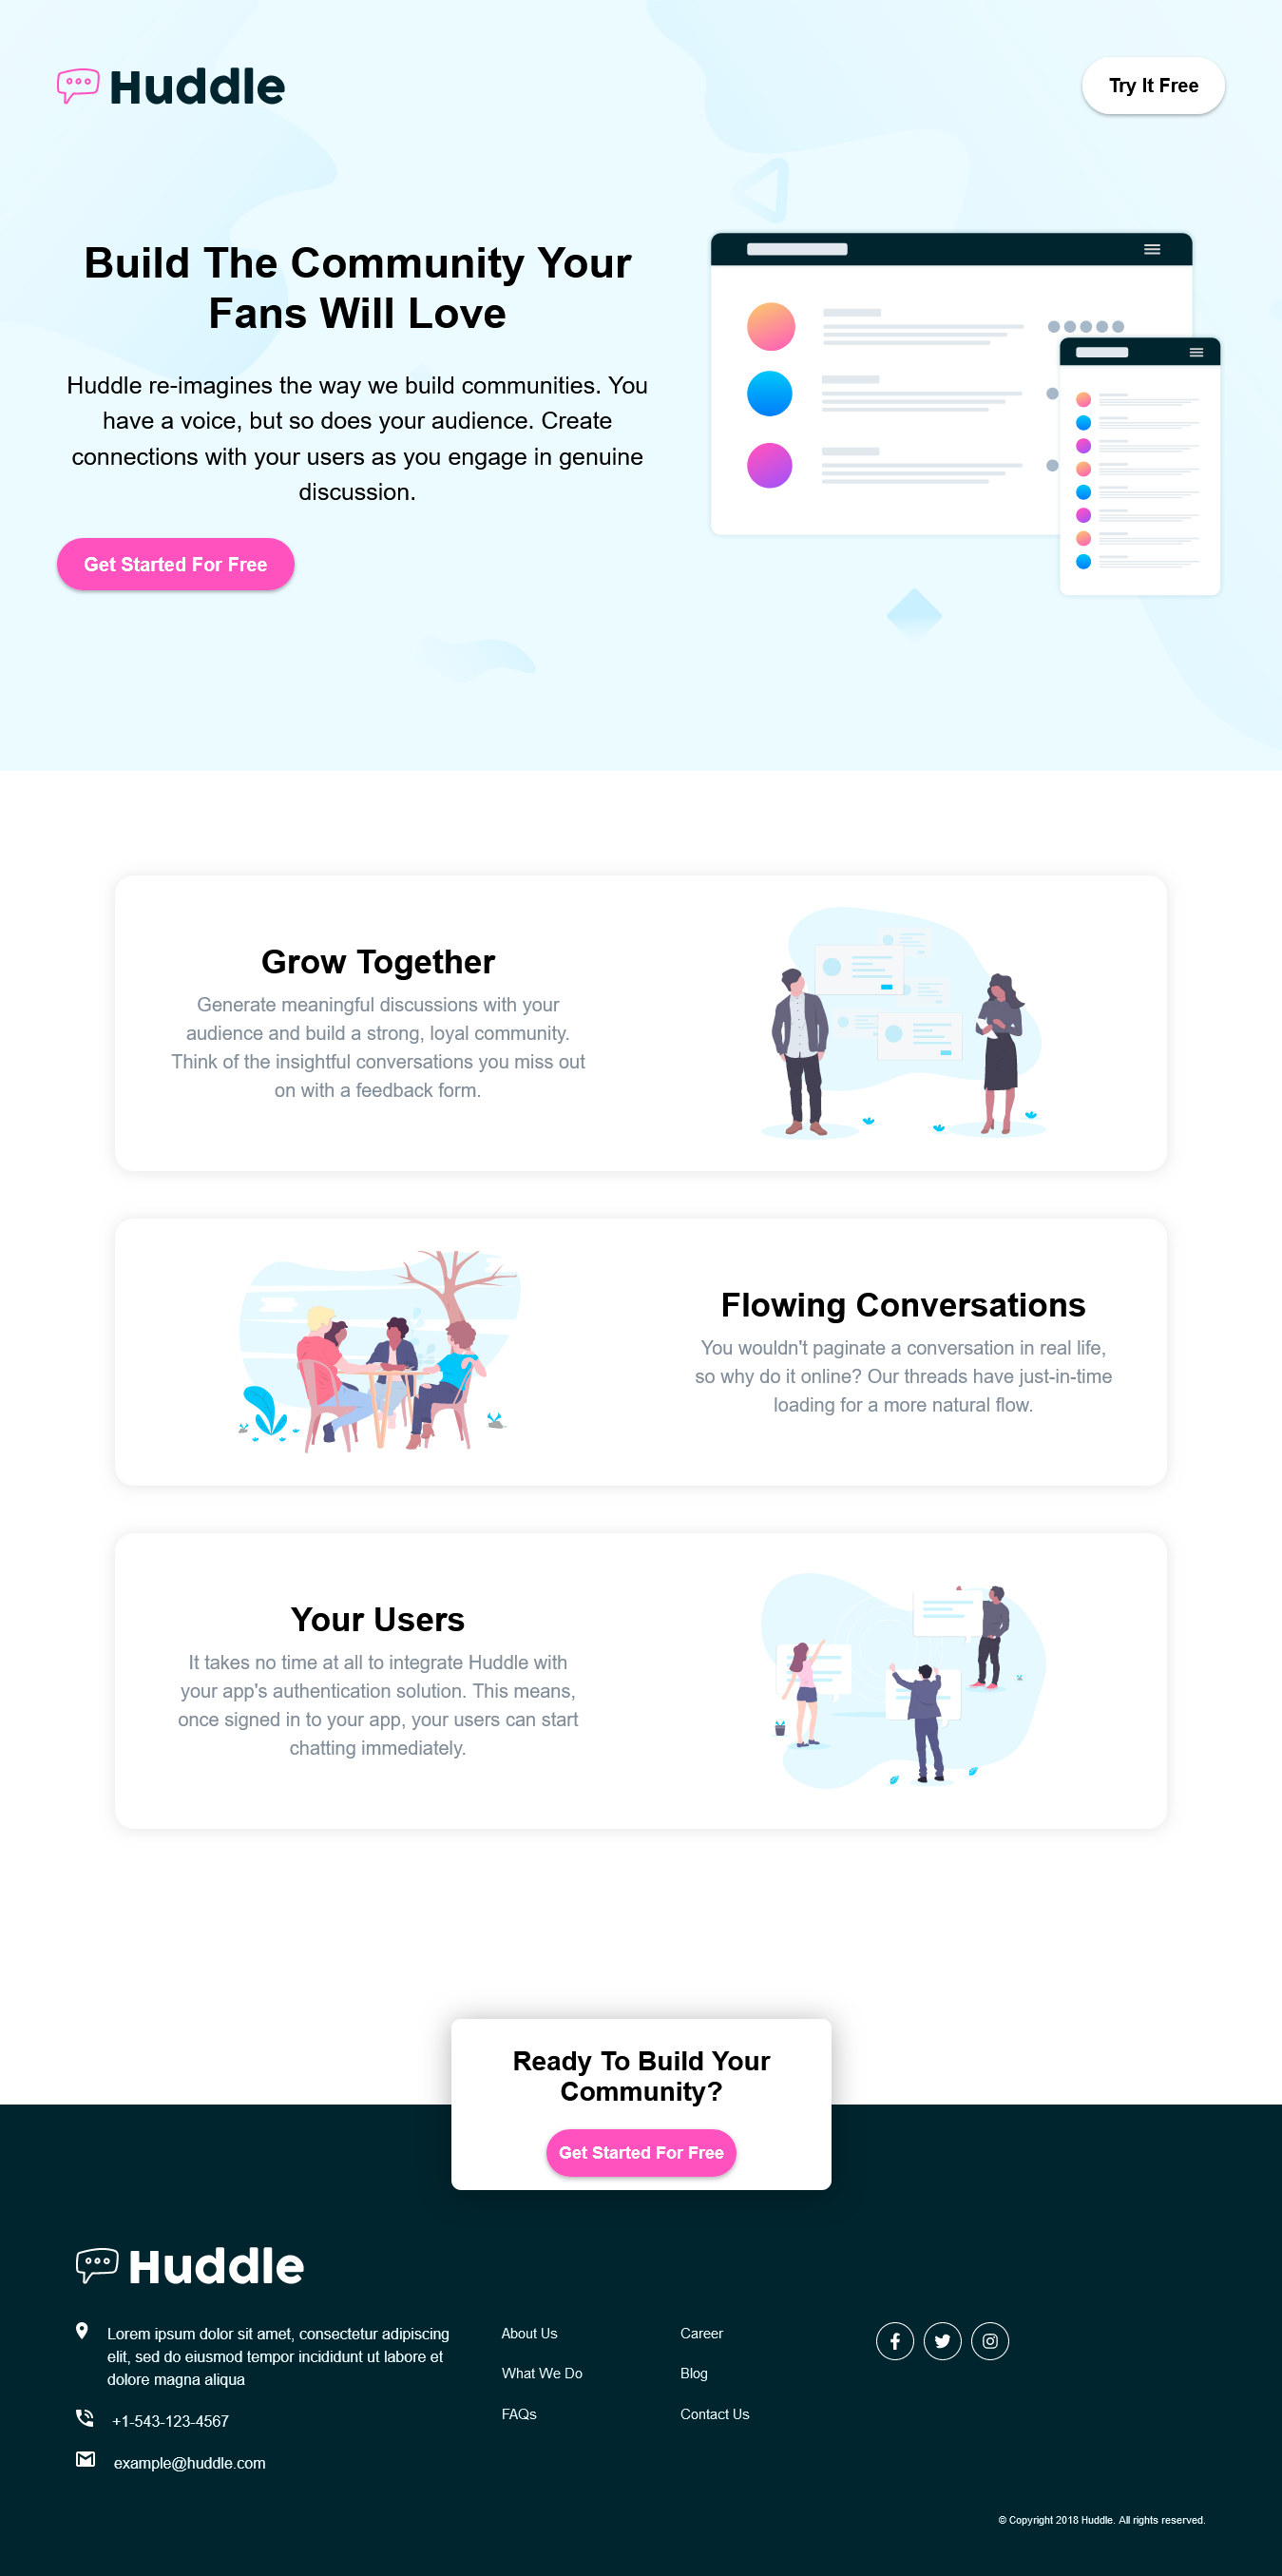 Huddle
Try It Free
Build The Community Your
Fans Will Love
Huddle re-imagines the way we build communities. You
have a voice, but so does your audience. Create
connections with your users as you engage in genuine
discussion.
Get Started For Free
Grow Together
Generate meaningful discussions with your
audience and build a strong, loyal community.
Think of the insightful conversations you miss out
on with a feedback form.
Flowing Conversations
You wouldn't paginate a conversation in real life,
so why do it online? Our threads have just-in-time
loading for a more natural flow.
Your Users
It takes no time at all to integrate Huddle with
your app's authentication solution. This means,
once signed in to your app, your users can start
chatting immediately.
Ready To Build Your
Community?
Get Started For Free
Huddle
Lorem ipsum dolor sit amet, consectetur adipiscing
elit, sed do eiusmod tempor incididunt ut labore et
dolore magna aliqua
+1-543-123-4567
example@huddle.com
About Us
What We Do
FAQs
Career
Blog
Contact Us
© Copyright 2018 Huddle. All rights reserved.